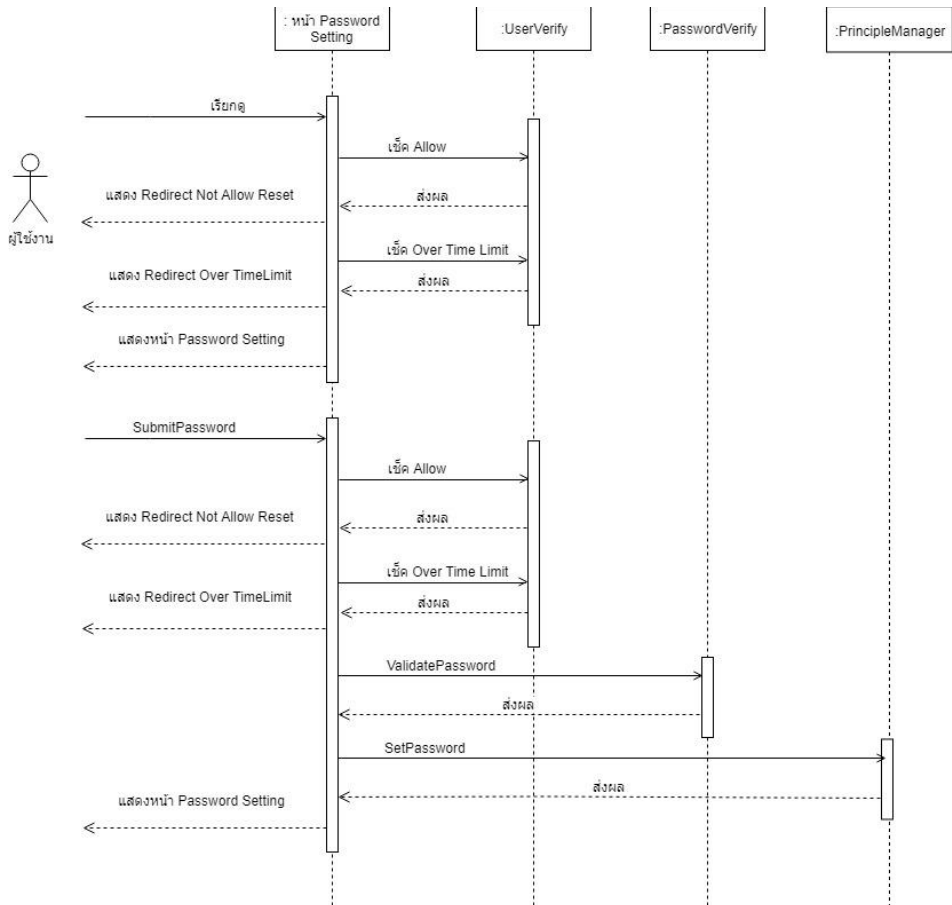 : หน้า Password
Setting
:UserVerify
:PasswordVerify
:PrincipleManager
เรียกดู
เช็ค Allow
แสดง Redirect Not Allow Reset
ส่งผล
ผู้ใช้งาน
เช็ค Over Time Limit
แสดง Redirect Over TimeLimit
ส่งผล
แสดงหน้า Password Setting
SubmitPassword
เช็ค Allow
แสดง Redirect Not Allow Reset
ส่งผล
เช็ค Over Time Limit
แสดง Redirect Over TimeLimit
ส่งผล
ValidatePassword
ส่งผล
SetPassword
ส่งผล
แสดงหน้า Password Setting